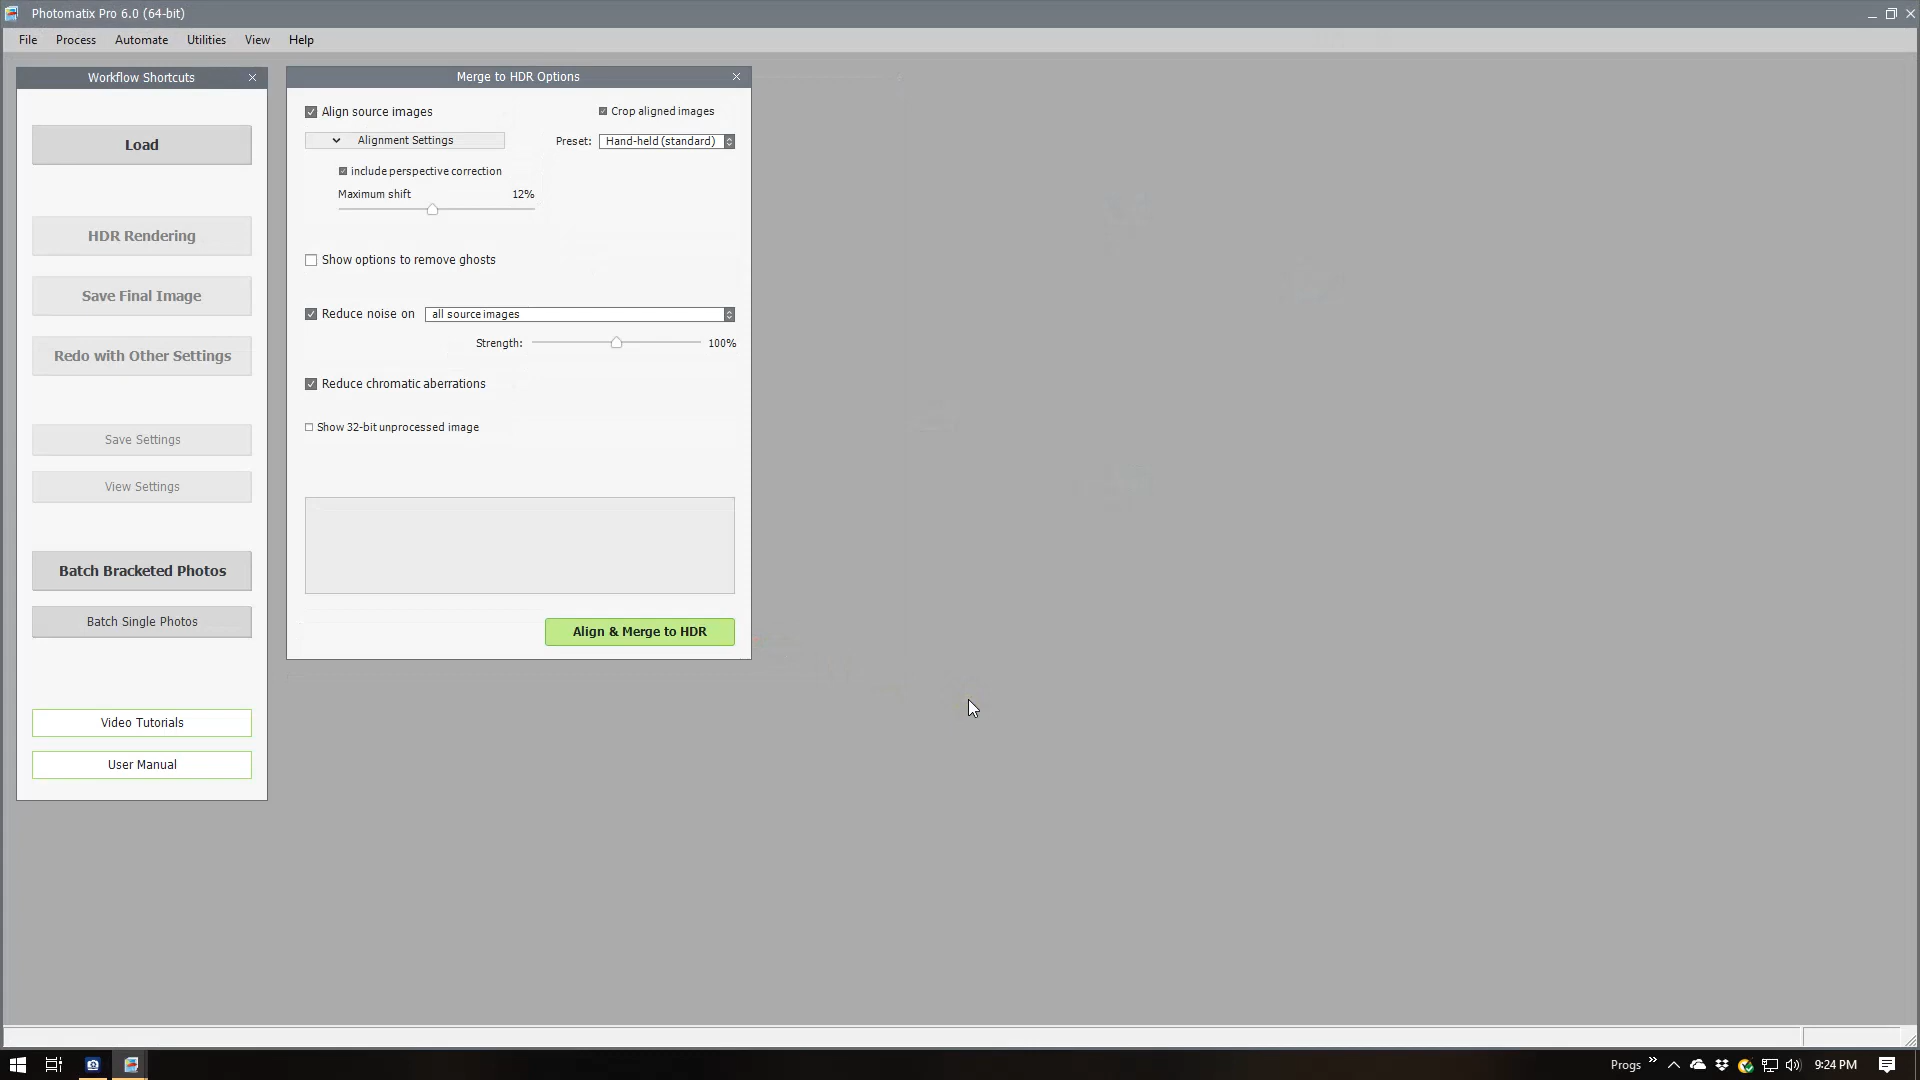 Photomatix Pro 6.0 (64-bit)
File Process Automate Utilities View Help
Workflow Shortcuts
Load
HDR Rendering
Save Final Image
Redo with Other Settings
Save Settings
View Settings
Batch Bracketed Photos
Batch Single Photos
Video Tutorials
User Manual
Merge to HDR Options
Align source images
Crop aligned images
Alignment Settings
Preset: Hand-held (standard)
include perspective correction
Maximum shift 12%
Show options to remove ghosts
Reduce noise on all source images
Strength: 100%
Reduce chromatic aberrations
Show 32-bit unprocessed image
Align & Merge to HDR
Progs 9:24 PM